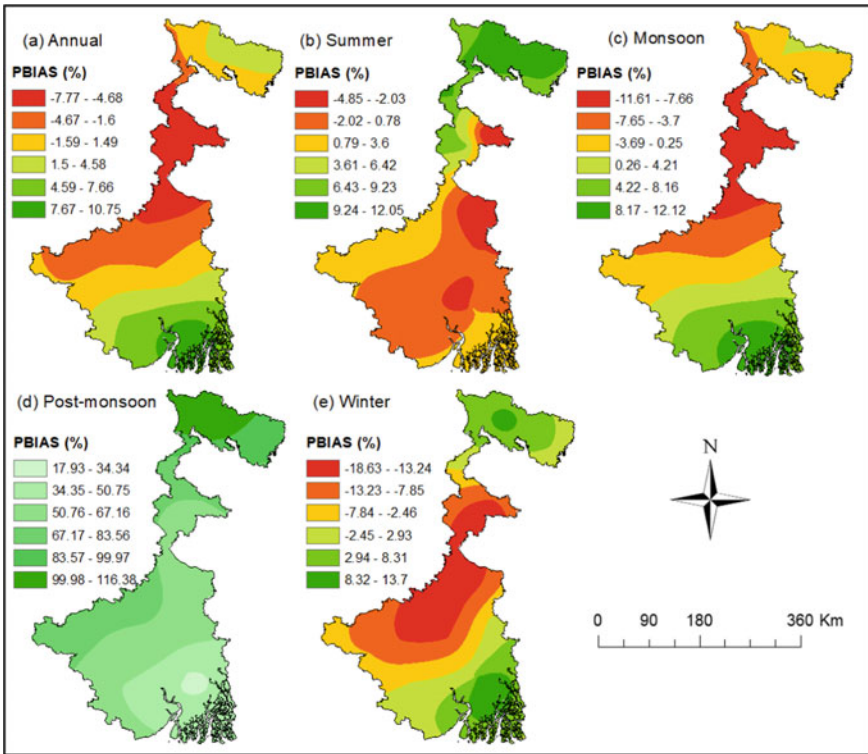 (a) Annual
PBIAS (%)
-7.77 - -4.68
-4.67 - -1.6
-1.59 - 1.49
1.5 - 4.58
4.59 - 7.66
7.67 - 10.75
(b) Summer
PBIAS (%)
-4.85 - -2.03
-2.02 - 0.78
0.79 - 3.6
3.61 - 6.42
6.43 - 9.23
9.24 - 12.05
(c) Monsoon
PBIAS (%)
-11.61 - -7.66
-7.65 - -3.7
-3.69 - 0.25
0.26 - 4.21
4.22 - 8.16
8.17 - 12.12
(d) Post-monsoon
PBIAS (%)
17.93 - 34.34
34.35 - 50.75
50.76 - 67.16
67.17 - 83.56
83.57 - 99.97
99.98 - 116.38
(e) Winter
PBIAS (%)
-18.63 - -13.24
-13.23 - -7.85
-7.84 - -2.46
-2.45 - 2.93
2.94 - 8.31
8.32 - 13.7
N
0 90 180 360 Km